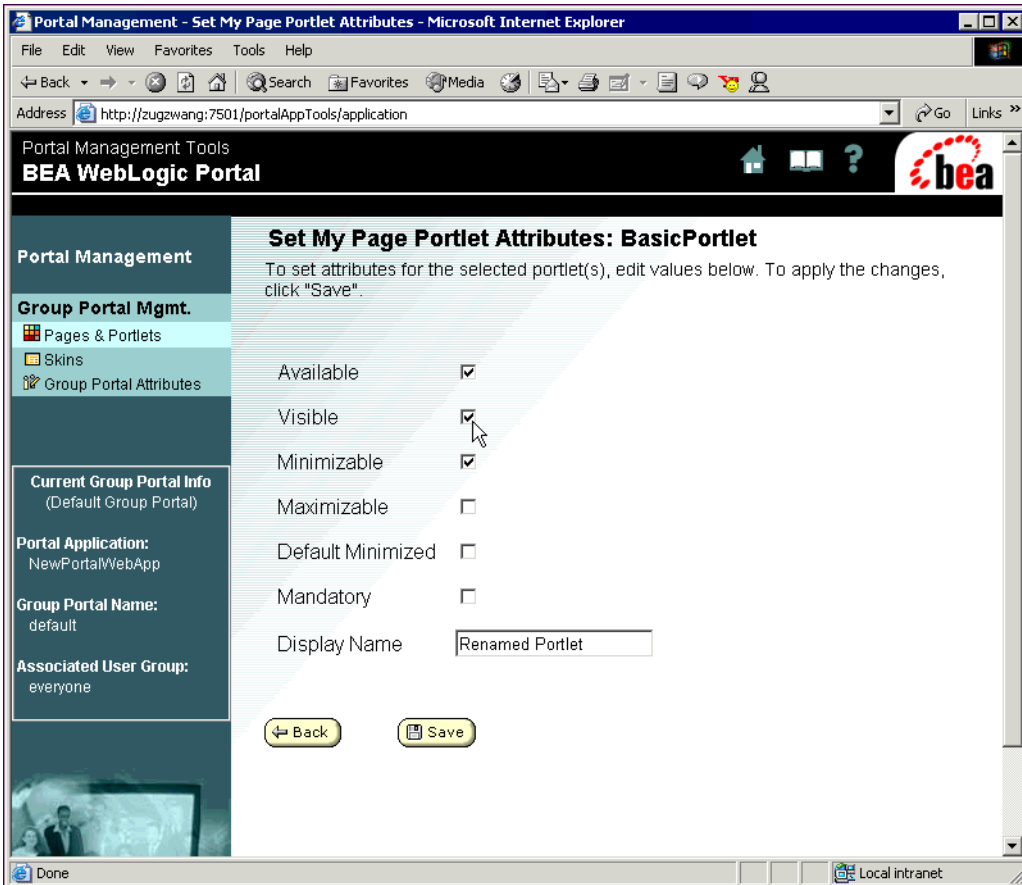 Portal Management - Set My Page Portlet Attributes - Microsoft Internet Explorer
File Edit View Favorites Tools Help
Back Search Favorites Media
Address http://zugzwang:7501/portalAppTools/application Go Links »
Portal Management Tools
BEA WebLogic Portal
bea
Portal Management
Group Portal Mgmt.
Pages & Portlets
Skins
Group Portal Attributes
Current Group Portal Info
(Default Group Portal)
Portal Application:
NewPortalWebApp
Group Portal Name:
default
Associated User Group:
everyone
Set My Page Portlet Attributes: BasicPortlet
To set attributes for the selected portlet(s), edit values below. To apply the changes,
click "Save".
Available
Visible
Minimizable
Maximizable
Default Minimized
Mandatory
Display Name Renamed Portlet
Back Save
Done Local intranet